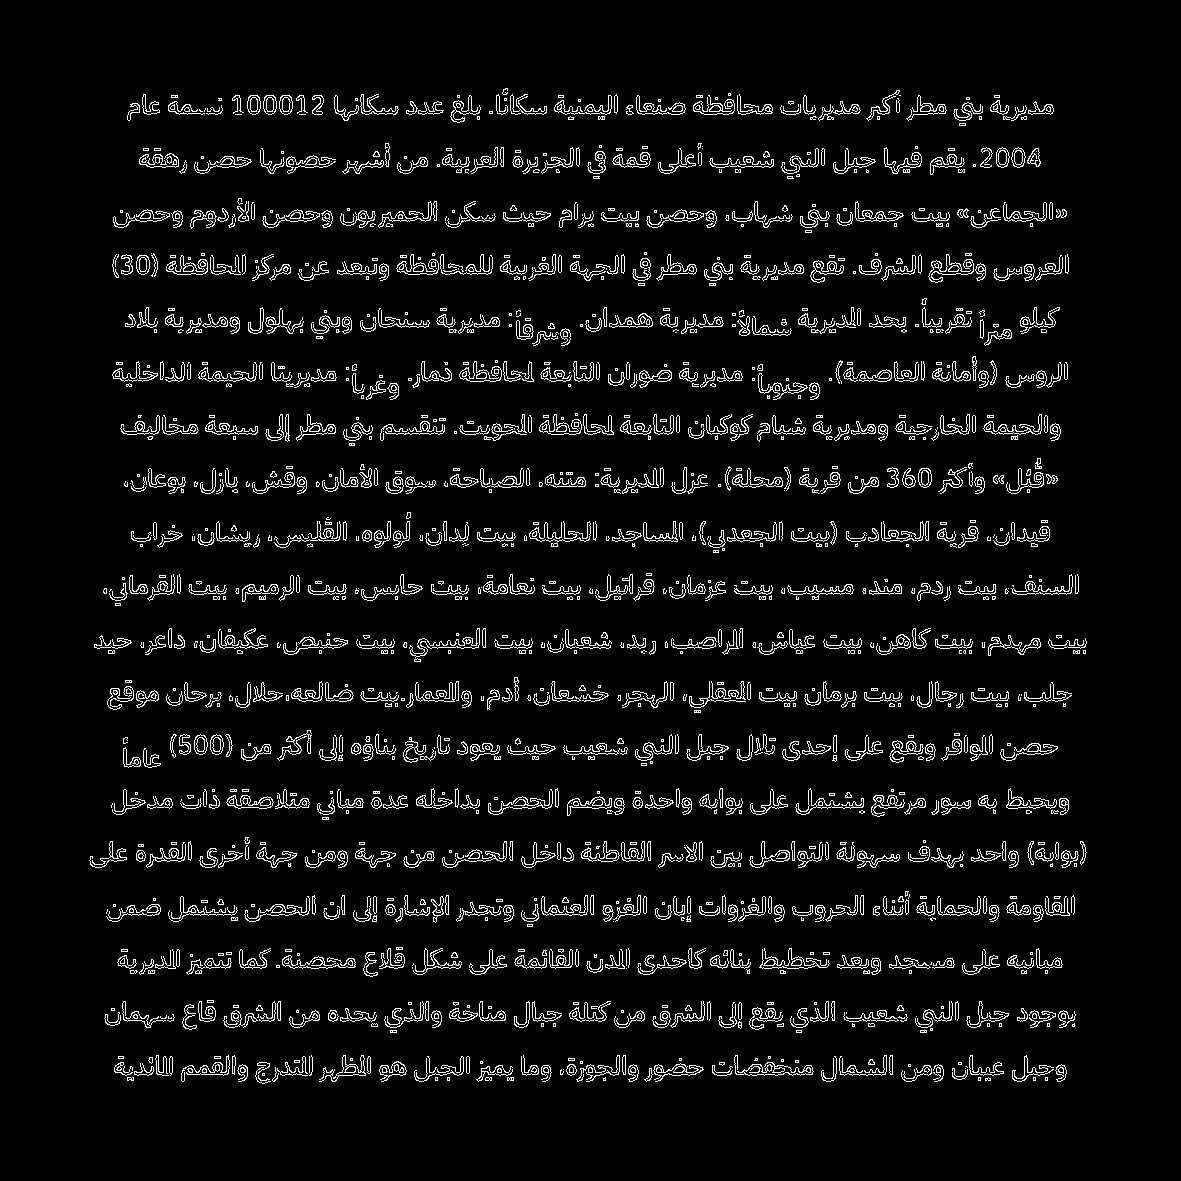 مديرية بني مطر أكبر مديريات محافظة صنعاء اليمنية سكانًا. بلغ عدد سكانها 100012 نسمة عام
2004. يقم فيها جبل النبي شعيب أعلى قمة في الجزيرة العربية. من أشهر حصونها حصن رهقة
«الجماعن» بيت جمعان بني شهاب، وحصن بيت يرام حيث سكن الحميريون وحصن الأردوم وحصن
العروس وقطع الشرف. تقع مديرية بني مطر في الجهة الغربية للمحافظة وتبعد عن مركز المحافظة (30)
كيلو متراً تقريباً. يحد المديرية شمالاً: مديرية همدان. وشرقاً: مديرية سنحان وبني بهلول ومديرية بلاد
الروس (وأمانة العاصمة). وجنوباً: مديرية ضوران التابعة لمحافظة ذمار. وغرباً: مديريتا الحيمة الداخلية
والحيمة الخارجية ومديرية شبام كوكبان التابعة لمحافظة المحويت. تنقسم بني مطر إلى سبعة مخاليف
«قُبُل» وأكثر 360 من قرية (محلة). عزل المديرية: متنه، الصباحة، سوق الأمان، وقش، يازل، بوعان،
قيدان، قرية الجعادب (بيت الجعدبي)، المساجد، الحليلة، بيت لِدان، لُولوه، القُليس، ريشان، خراب
السنف، بيت ردم، مند، مسيب، بيت عزمان، قراتيل، بيت نعامة، بيت حابس، بيت الرميم، بيت القرماني،
بيت مهدم، بيت كاهن، بيت عياش، المراصب، ريد، شعبان، بيت العنبسي، بيت حنبص، عكيفان، داعر، حيد
جلب، بيت رجال، بيت برمان بيت المعقلي، الهجر، خشعان، أدم، والعمار.بيت ضالعه،حلال، برحان موقع
حصن المواقر ويقع على إحدى تلال جبل النبي شعيب حيث يعود تاريخ بناؤه إلى أكثر من (500) عاماً
ويحيط به سور مرتفع يشتمل على بوابه واحدة ويضم الحصن بداخله عدة مباني متلاصقة ذات مدخل
(بوابة) واحد بهدف سهولة التواصل بين الاسر القاطنة داخل الحصن من جهة ومن جهة أخرى القدرة على
المقاومة والحماية أثناء الحروب والغزوات إبان الغزو العثماني وتجدر الإشارة إلى ان الحصن يشتمل ضمن
مبانيه على مسجد ويعد تخطيط بنائه كاحدى المدن القائمة على شكل قلاع محصنة. كما تتميز المديرية
بوجود جبل النبي شعيب الذي يقع إلى الشرق من كتلة جبال مناخة والذي يحده من الشرق قاع سهمان
وجبل عيبان ومن الشمال منخفضات حضور والجوزة، وما يميز الجبل هو المظهر المتدرج والقمم المائدية